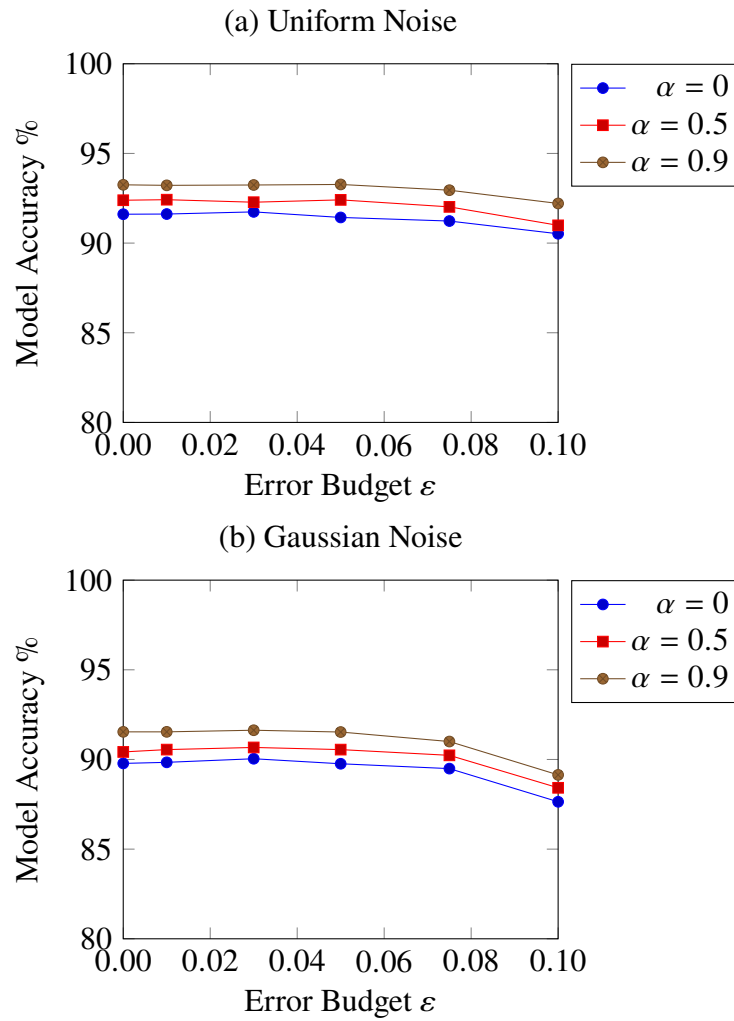 (a) Uniform Noise
100
95
90
85
80
0.00 0.02 0.04 0.06 0.08 0.10
Model Accuracy %
Error Budget ε
α = 0
α = 0.5
α = 0.9
(b) Gaussian Noise
100
95
90
85
80
0.00 0.02 0.04 0.06 0.08 0.10
Model Accuracy %
Error Budget ε
α = 0
α = 0.5
α = 0.9